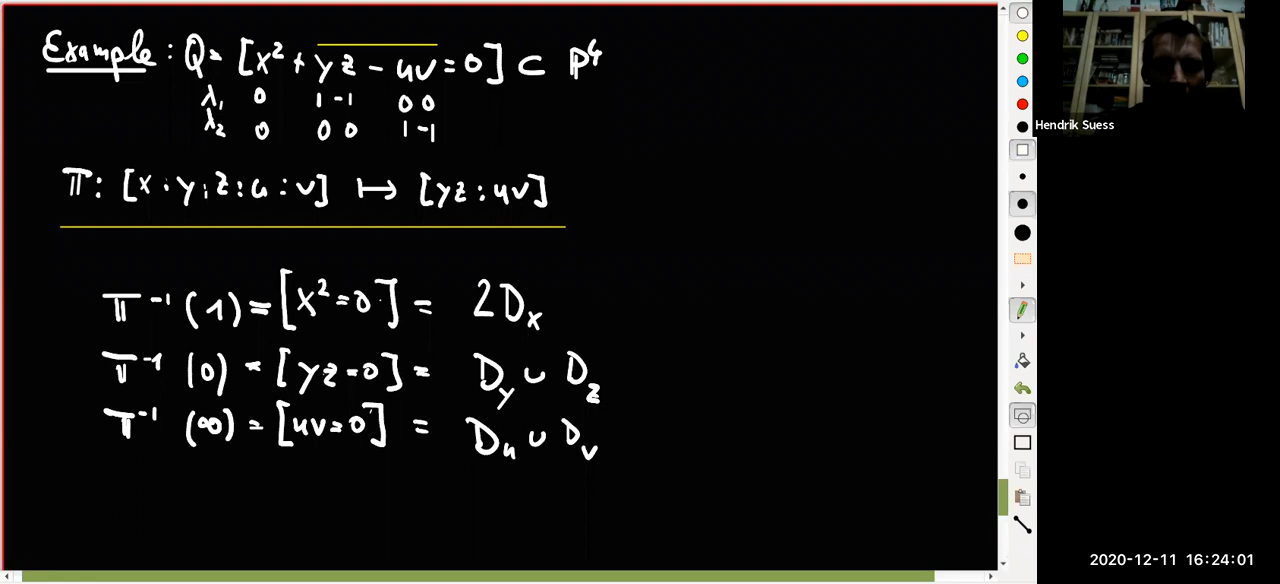 Example: Q = [x² + yz - uv = 0] ⊂ P⁴
λ₁ 0 1 -1 0 0
λ₂ 0 0 0 1 -1
π: [x : y : z : u : v] ↦ [yz : uv]
π⁻¹ (1) = [x² = 0] = 2Dₓ
π⁻¹ (0) = [yz = 0] = D_y ∪ D_z
π⁻¹ (∞) = [uv = 0] = D_u ∪ D_v
Hendrik Suess
2020-12-11 16:24:01